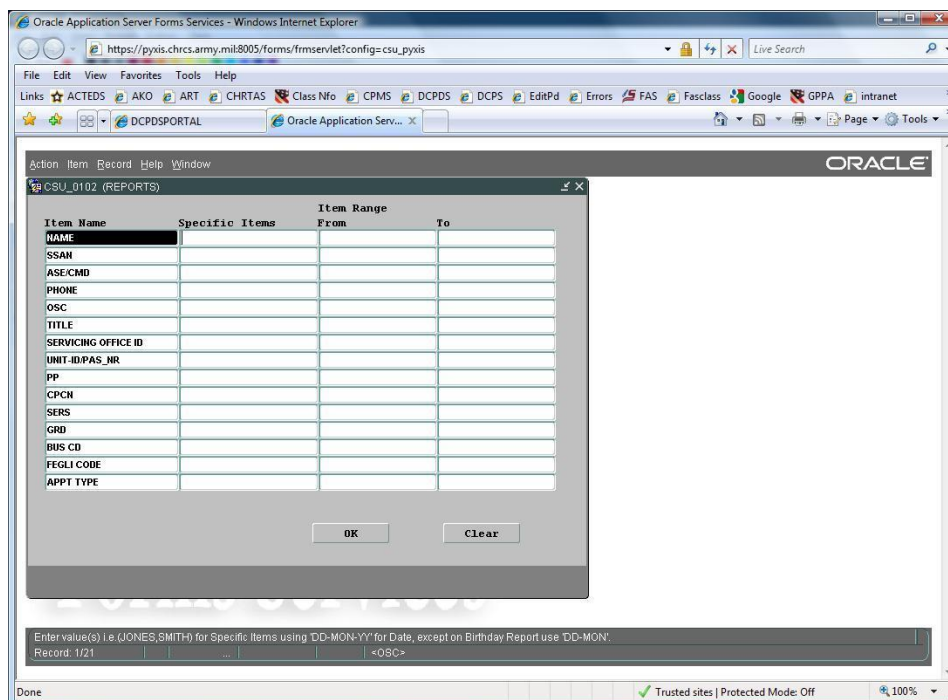 Oracle Application Server Forms Services - Windows Internet Explorer
https://pyxis.chrcs.army.mil:8005/forms/frmservlet?config=csu_pyxis
Live Search
File Edit View Favorites Tools Help
Links ACTEDS AKO ART CHRTAS Class Nfo CPMS DCPDS DCPS EditPd Errors FAS Fasclass Google GPPA intranet
DCPDSPORTAL Oracle Application Serv... X Page Tools
Action Item Record Help Window ORACLE
CSU_0102 (REPORTS)
Item Range
Item Name Specific Items From To
NAME
SSAN
ASE/CMD
PHONE
OSC
TITLE
SERVICING OFFICE ID
UNIT-ID/PAS_NR
PP
CPCN
SERS
GRD
BUS CD
FEGLI CODE
APPT TYPE
OK Clear
Enter value(s) i.e.(JONES,SMITH) for Specific Items using 'DD-MON-YY' for Date, except on Birthday Report use 'DD-MON'.
Record: 1/21 ... <OSC>
Done Trusted sites | Protected Mode: Off 100%